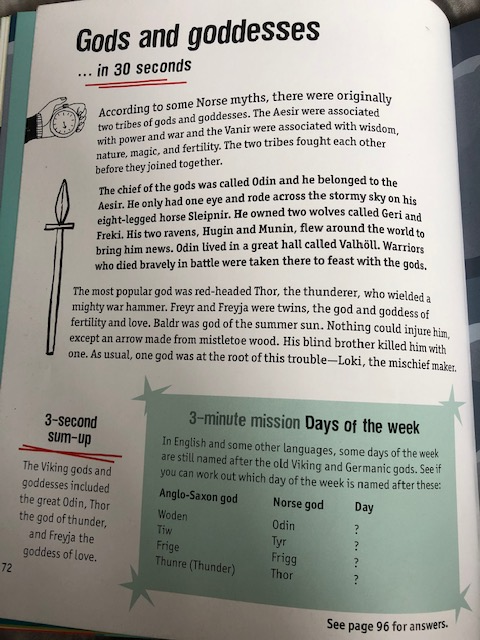 Gods and goddesses
... in 30 seconds
According to some Norse myths, there were originally
two tribes of gods and goddesses. The Aesir were associated
with power and war and the Vanir were associated with wisdom,
nature, magic, and fertility. The two tribes fought each other
before they joined together.
The chief of the gods was called Odin and he belonged to the
Aesir. He only had one eye and rode across the stormy sky on his
eight-legged horse Sleipnir. He owned two wolves called Geri and
Freki. His two ravens, Hugin and Munin, flew around the world to
bring him news. Odin lived in a great hall called Valhöll. Warriors
who died bravely in battle were taken there to feast with the gods.
The most popular god was red-headed Thor, the thunderer, who wielded a
mighty war hammer. Freyr and Freyja were twins, the god and goddess of
fertility and love. Baldr was god of the summer sun. Nothing could injure him,
except an arrow made from mistletoe wood. His blind brother killed him with
one. As usual, one god was at the root of this trouble—Loki, the mischief maker.
3-second
sum-up
The Viking gods and
goddesses included
the great Odin, Thor
the god of thunder,
and Freyja the
goddess of love.
3-minute mission Days of the week
In English and some other languages, some days of the week
are still named after the old Viking and Germanic gods. See if
you can work out which day of the week is named after these:
Anglo-Saxon god Norse god Day
Woden Odin ?
Tiw Tyr ?
Frige Frigg ?
Thunre (Thunder) Thor ?
72
See page 96 for answers.